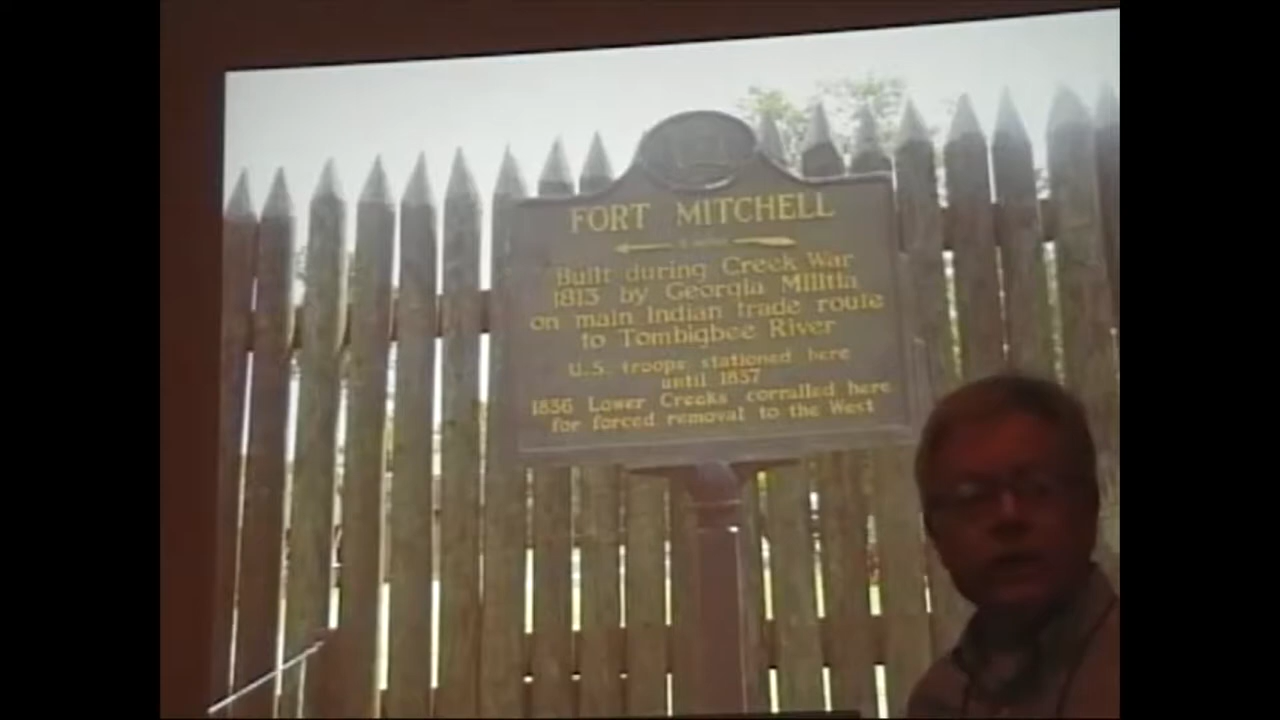 FORT MITCHELL
Built during Creek War
1813 by Georgia Militia
on main Indian trade route
to Tombigbee River
U.S. troops stationed here
until 1837
1836 Lower Creeks corralled here
for forced removal to the West